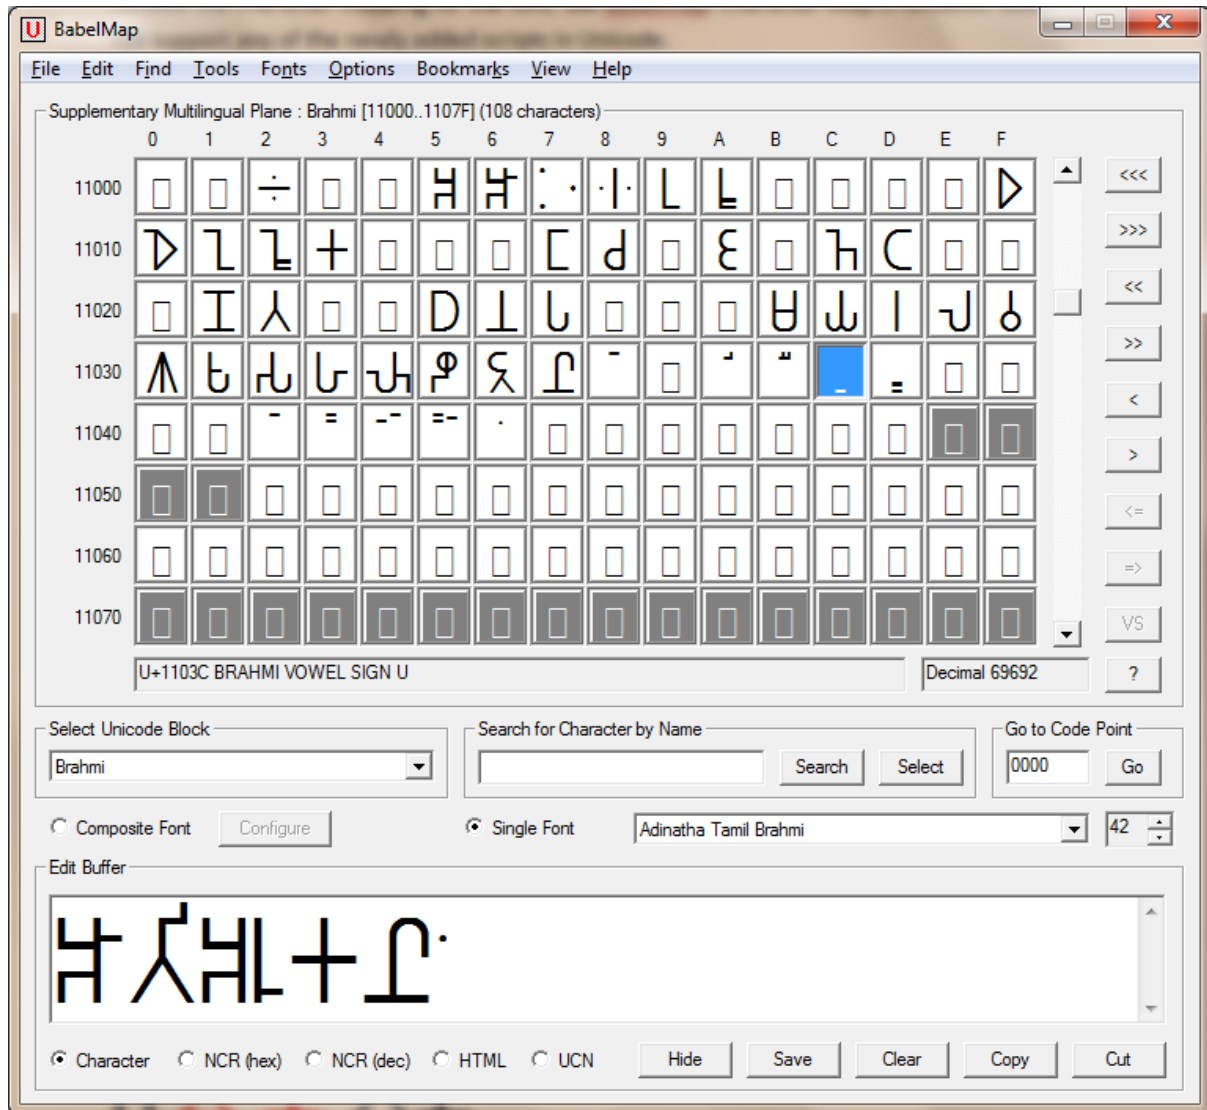 BabelMap
File Edit Find Tools Fonts Options Bookmarks View Help
Supplementary Multilingual Plane : Brahmi [11000..1107F] (108 characters)
0 1 2 3 4 5 6 7 8 9 A B C D E F
11000 𑀂 𑀅 𑀆 𑀇 𑀈 𑀉 𑀊 𑀏 <<<
11010 𑀐 𑀑 𑀒 𑀓 𑀗 𑀘 𑀚 𑀜 𑀝 >>>
11020 𑀡 𑀢 𑀥 𑀦 𑀧 𑀫 𑀬 𑀭 𑀮 𑀯 <<
11030 𑀰 𑀱 𑀲 𑀳 𑀴 𑀵 𑀶 𑀷 𑀸 𑀺 𑀻 𑀼 𑀽 >>
11040 𑁂 𑁃 𑁄 𑁅 𑁆 <
11050 >
<=
11060 =>
11070 VS
U+1103C BRAHMI VOWEL SIGN U Decimal 69692 ?
Select Unicode Block Search for Character by Name Go to Code Point
Brahmi Search Select 0000 Go
Composite Font Configure Single Font Adinatha Tamil Brahmi 42
Edit Buffer
𑀆𑀢𑀺𑀅𑀭𑀼𑀓𑀷𑁆
Character NCR (hex) NCR (dec) HTML UCN Hide Save Clear Copy Cut